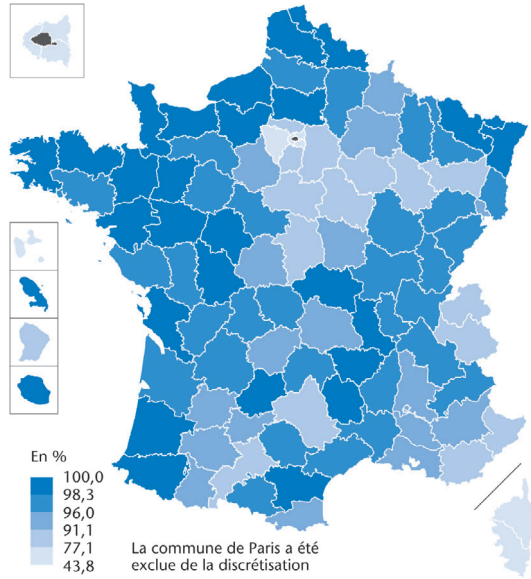 En %
100,0
98,3
96,0
91,1
77,1
43,8
La commune de Paris a été
exclue de la discrétisation